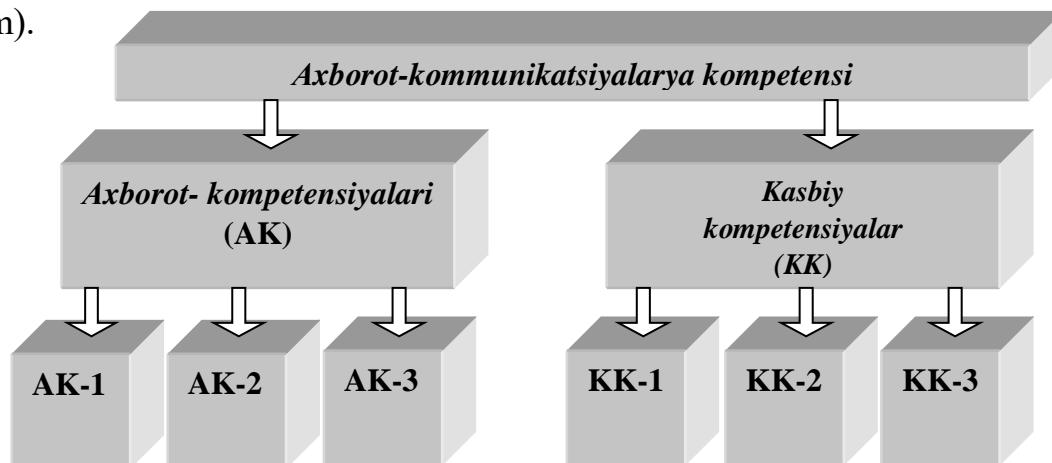 m).
Axborot-kommunikatsiyalarya kompetensi
Axborot- kompetensiyalari
(AK)
Kasbiy
kompetensiyalar
(KK)
AK-1
AK-2
AK-3
KK-1
KK-2
KK-3